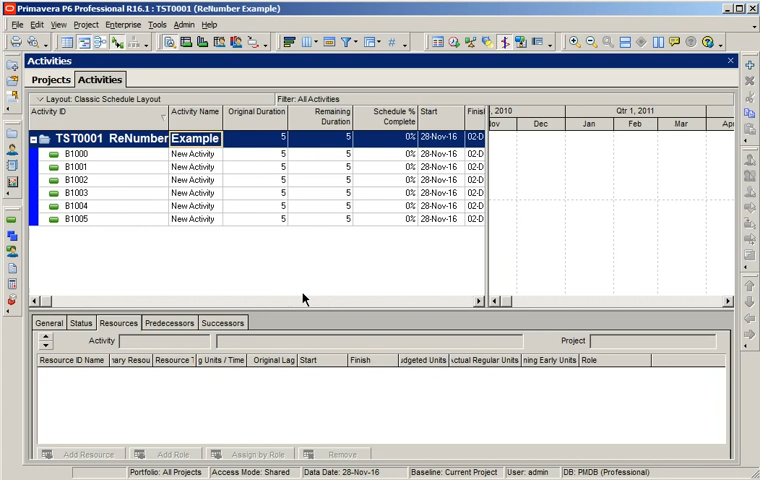 Primavera P6 Professional R16.1 : TST0001 (ReNumber Example)
File Edit View Project Enterprise Tools Admin Help
Activities
Projects Activities
Layout: Classic Schedule Layout Filter: All Activities
Activity ID Activity Name Original Duration Remaining Duration Schedule % Complete Start Finish
, 2010 Qtr 1, 2011
ov Dec Jan Feb Mar Apr
TST0001 ReNumber Example 5 5 0% 28-Nov-16 02-D
B1000 New Activity 5 5 0% 28-Nov-16 02-D
B1001 New Activity 5 5 0% 28-Nov-16 02-D
B1002 New Activity 5 5 0% 28-Nov-16 02-D
B1003 New Activity 5 5 0% 28-Nov-16 02-D
B1004 New Activity 5 5 0% 28-Nov-16 02-D
B1005 New Activity 5 5 0% 28-Nov-16 02-D
General Status Resources Predecessors Successors
Activity Project
Resource ID Name nary Resou Resource T g Units / Time Original Lag Start Finish udgeted Units Actual Regular Units ning Early Units Role
Add Resource Add Role Assign by Role Remove
Portfolio: All Projects Access Mode: Shared Data Date: 28-Nov-16 Baseline: Current Project User: admin DB: PMDB (Professional)